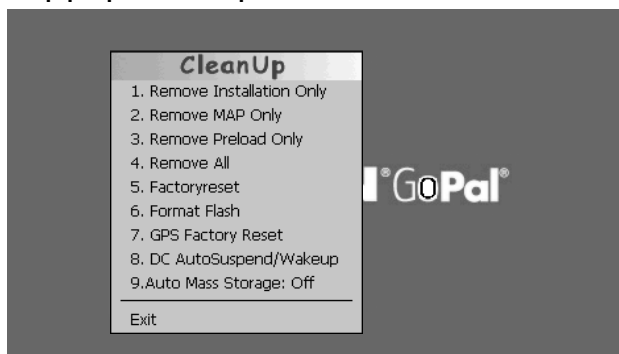 CleanUp
1. Remove Installation Only
2. Remove MAP Only
3. Remove Preload Only
4. Remove All
5. Factoryreset
6. Format Flash
7. GPS Factory Reset
8. DC AutoSuspend/Wakeup
9.Auto Mass Storage: Off
Exit
GoPal®